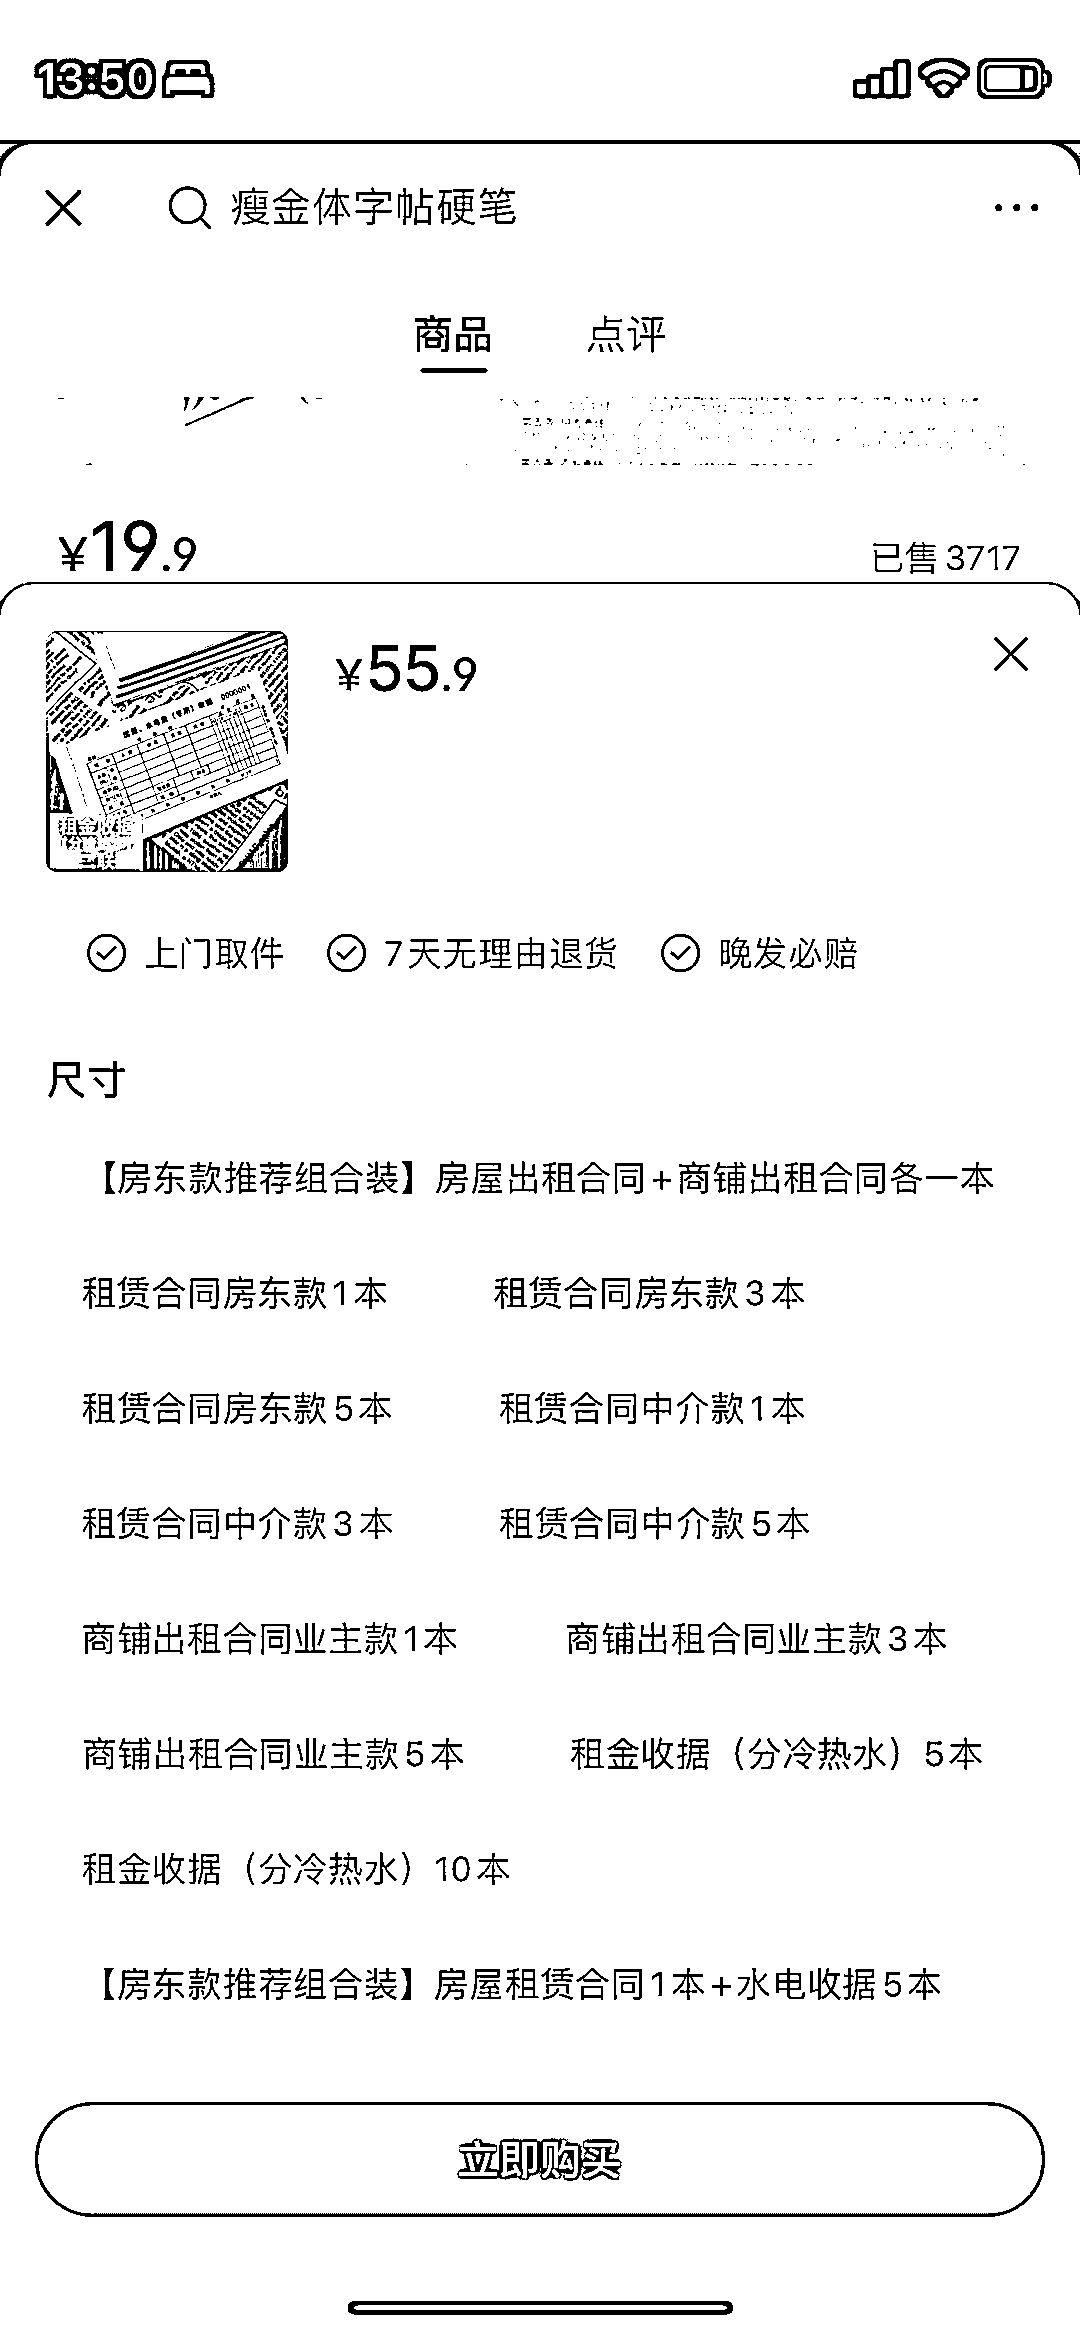 13:50
瘦金体字帖硬笔
商品 点评
¥19.9 已售 3717
¥55.9
0000001
租金收据
上门取件 7天无理由退货 晚发必赔
尺寸
【房东款推荐组合装】房屋出租合同+商铺出租合同各一本
租赁合同房东款1本 租赁合同房东款3本
租赁合同房东款5本 租赁合同中介款1本
租赁合同中介款3本 租赁合同中介款5本
商铺出租合同业主款1本 商铺出租合同业主款3本
商铺出租合同业主款5本 租金收据（分冷热水）5本
租金收据（分冷热水）10本
【房东款推荐组合装】房屋租赁合同1本+水电收据5本
立即购买